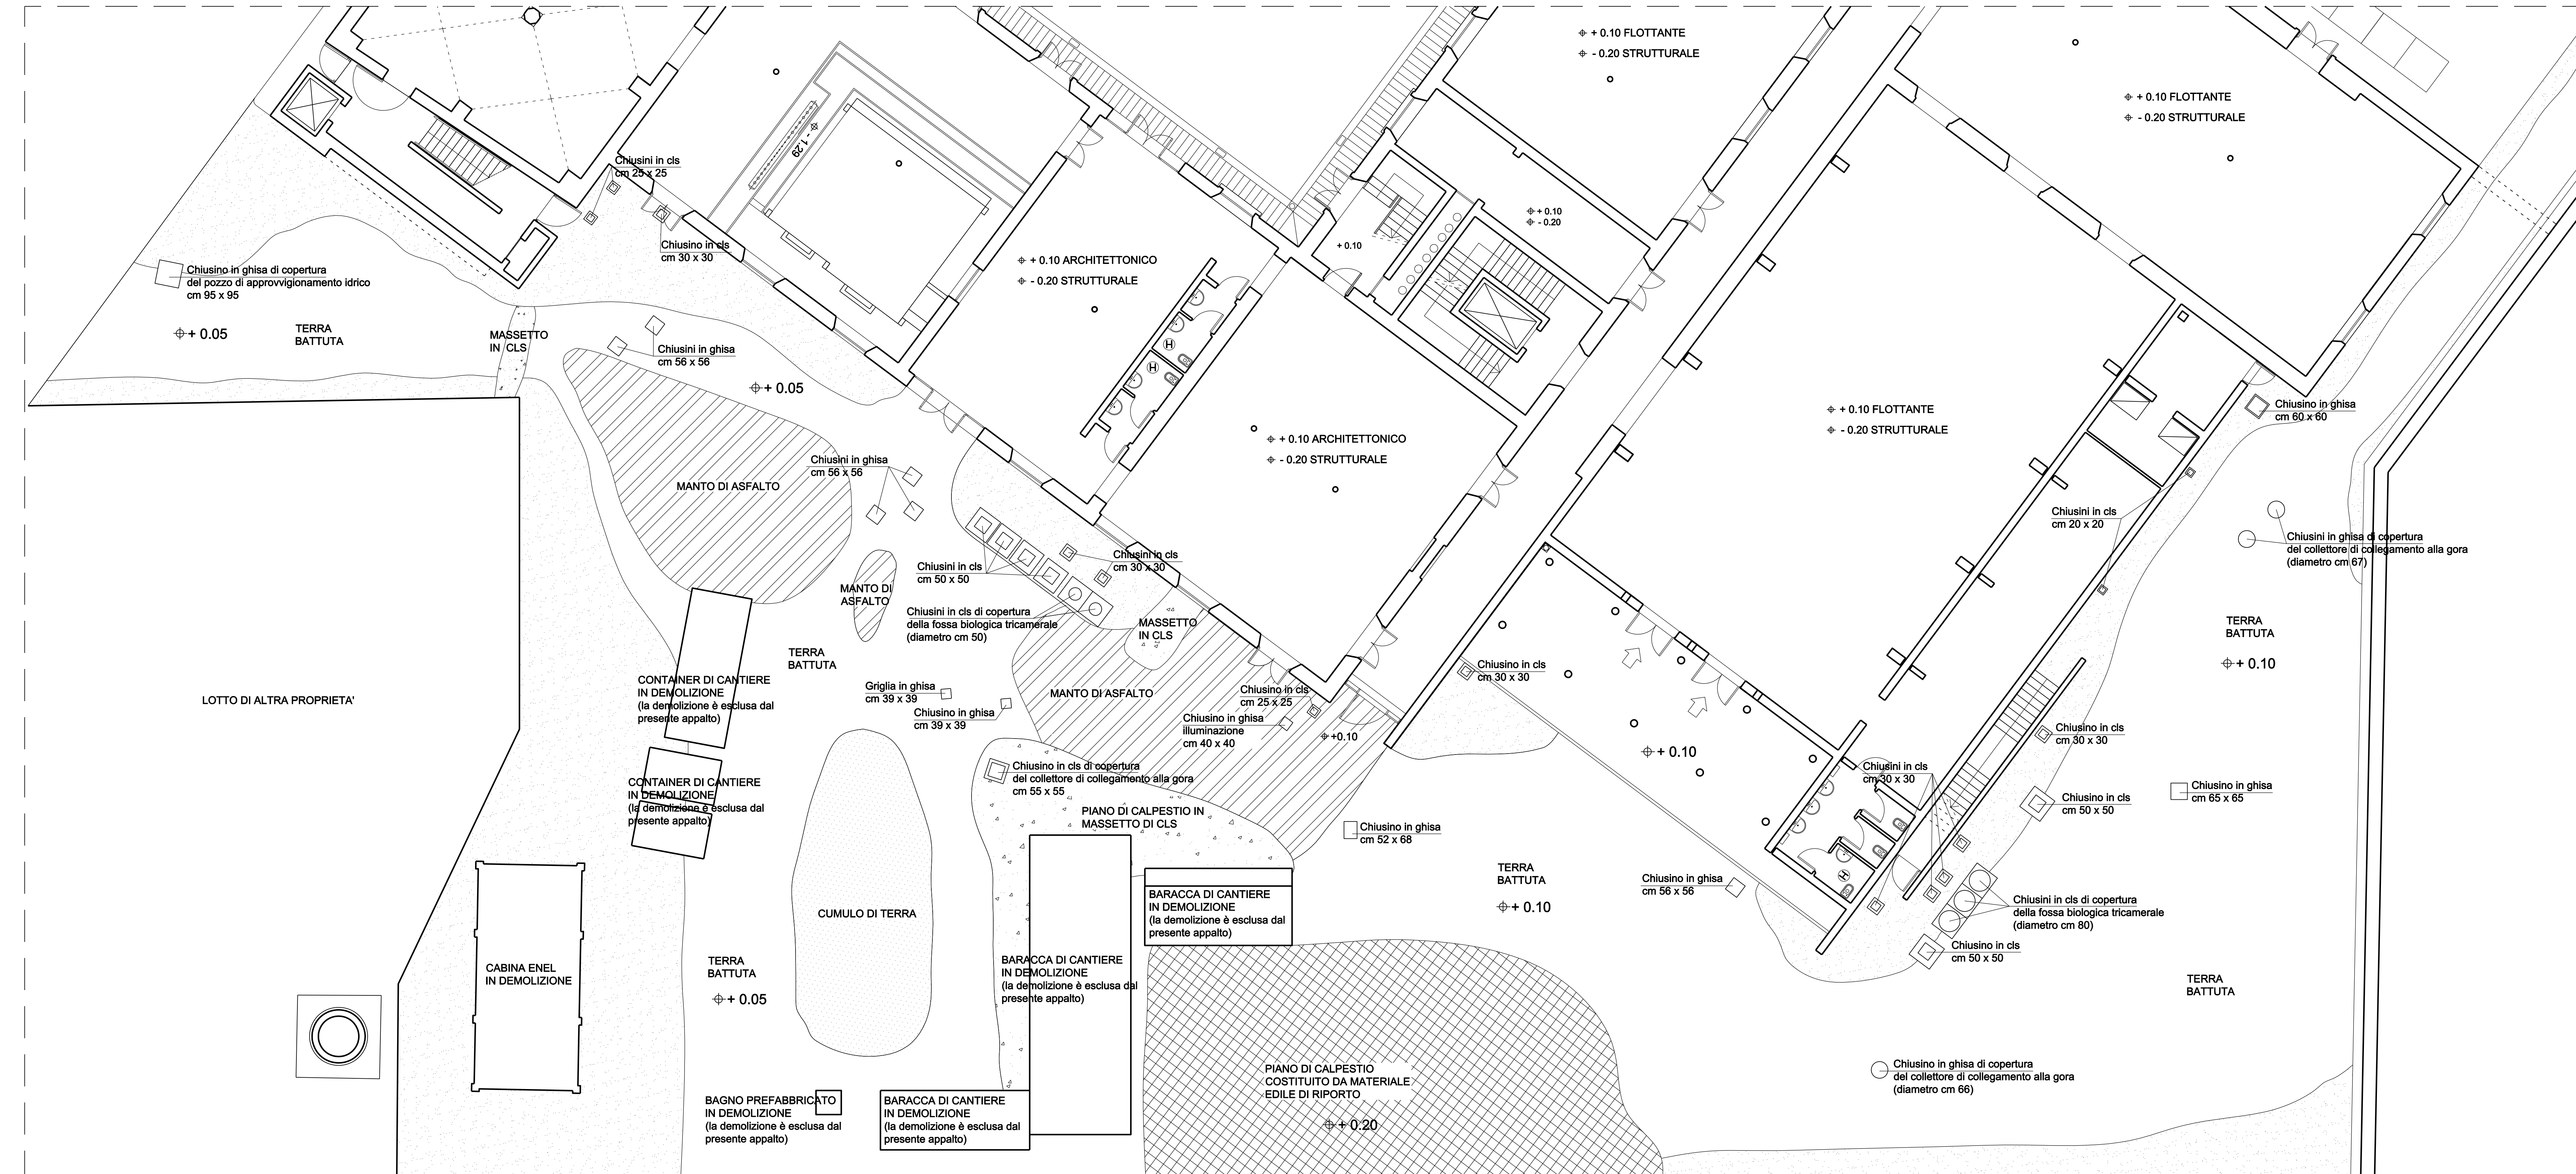 + 0.10 FLOTTANTE
- 0.20 STRUTTURALE
+ 0.10 FLOTTANTE
- 0.20 STRUTTURALE
- 1.29
Chiusini in cls
cm 25 x 25
+ 0.10
- 0.20
Chiusino in cls
cm 30 x 30
+ 0.10
+ 0.10 ARCHITETTONICO
- 0.20 STRUTTURALE
Chiusino in ghisa di copertura
del pozzo di approvvigionamento idrico
cm 95 x 95
+ 0.05
TERRA
BATTUTA
MASSETTO
IN CLS
Chiusini in ghisa
cm 56 x 56
H
H
+ 0.05
+ 0.10 FLOTTANTE
- 0.20 STRUTTURALE
Chiusino in ghisa
cm 60 x 60
+ 0.10 ARCHITETTONICO
- 0.20 STRUTTURALE
Chiusini in ghisa
cm 56 x 56
MANTO DI ASFALTO
Chiusini in cls
cm 20 x 20
Chiusini in ghisa di copertura
del collettore di collegamento alla gora
(diametro cm 67)
Chiusini in cls
cm 30 x 30
Chiusini in cls
cm 50 x 50
MANTO DI
ASFALTO
Chiusini in cls di copertura
della fossa biologica tricamerale
(diametro cm 50)
MASSETTO
IN CLS
TERRA
BATTUTA
+ 0.10
TERRA
BATTUTA
Chiusino in cls
cm 30 x 30
CONTAINER DI CANTIERE
IN DEMOLIZIONE
(la demolizione è esclusa dal
presente appalto)
Griglia in ghisa
cm 39 x 39
MANTO DI ASFALTO
Chiusino in cls
cm 25 x 25
LOTTO DI ALTRA PROPRIETA'
Chiusino in ghisa
cm 39 x 39
Chiusino in ghisa
illuminazione
cm 40 x 40
+0.10
+ 0.10
Chiusino in cls
cm 30 x 30
Chiusino in cls di copertura
del collettore di collegamento alla gora
cm 55 x 55
Chiusini in cls
cm 30 x 30
CONTAINER DI CANTIERE
IN DEMOLIZIONE
(la demolizione è esclusa dal
presente appalto)
Chiusino in ghisa
cm 65 x 65
Chiusino in cls
cm 50 x 50
PIANO DI CALPESTIO IN
MASSETTO DI CLS
Chiusino in ghisa
cm 52 x 68
TERRA
BATTUTA
+ 0.10
Chiusino in ghisa
cm 56 x 56
H
BARACCA DI CANTIERE
IN DEMOLIZIONE
(la demolizione è esclusa dal
presente appalto)
Chiusini in cls di copertura
della fossa biologica tricamerale
(diametro cm 80)
CUMULO DI TERRA
Chiusino in cls
cm 50 x 50
CABINA ENEL
IN DEMOLIZIONE
TERRA
BATTUTA
+ 0.05
BARACCA DI CANTIERE
IN DEMOLIZIONE
(la demolizione è esclusa dal
presente appalto)
TERRA
BATTUTA
PIANO DI CALPESTIO
COSTITUITO DA MATERIALE
EDILE DI RIPORTO
+ 0.20
Chiusino in ghisa di copertura
del collettore di collegamento alla gora
(diametro cm 66)
BAGNO PREFABBRICATO
IN DEMOLIZIONE
(la demolizione è esclusa dal
presente appalto)
BARACCA DI CANTIERE
IN DEMOLIZIONE
(la demolizione è esclusa dal
presente appalto)